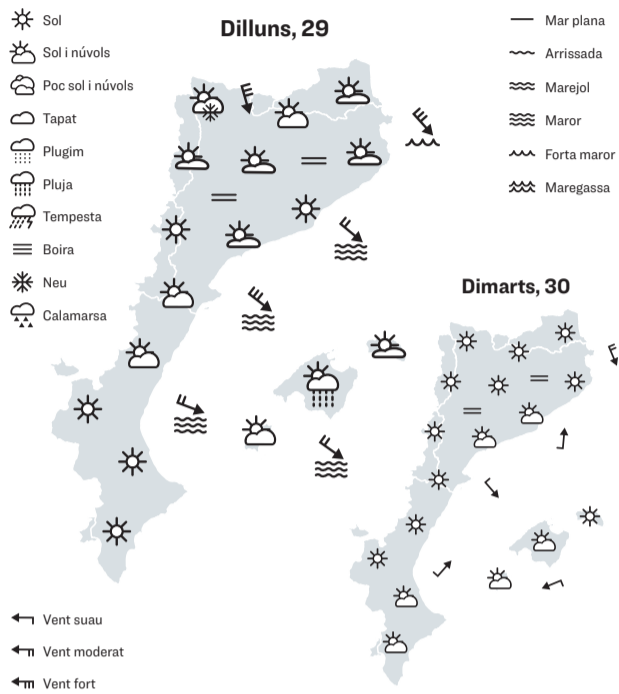 Dilluns, 29
Sol
Sol i núvols
Poc sol i núvols
Tapat
Plugim
Pluja
Tempesta
Boira
Neu
Calamarsa
Mar plana
Arrissada
Marejol
Maror
Forta maror
Maregassa
Dimarts, 30
Vent suau
Vent moderat
Vent fort